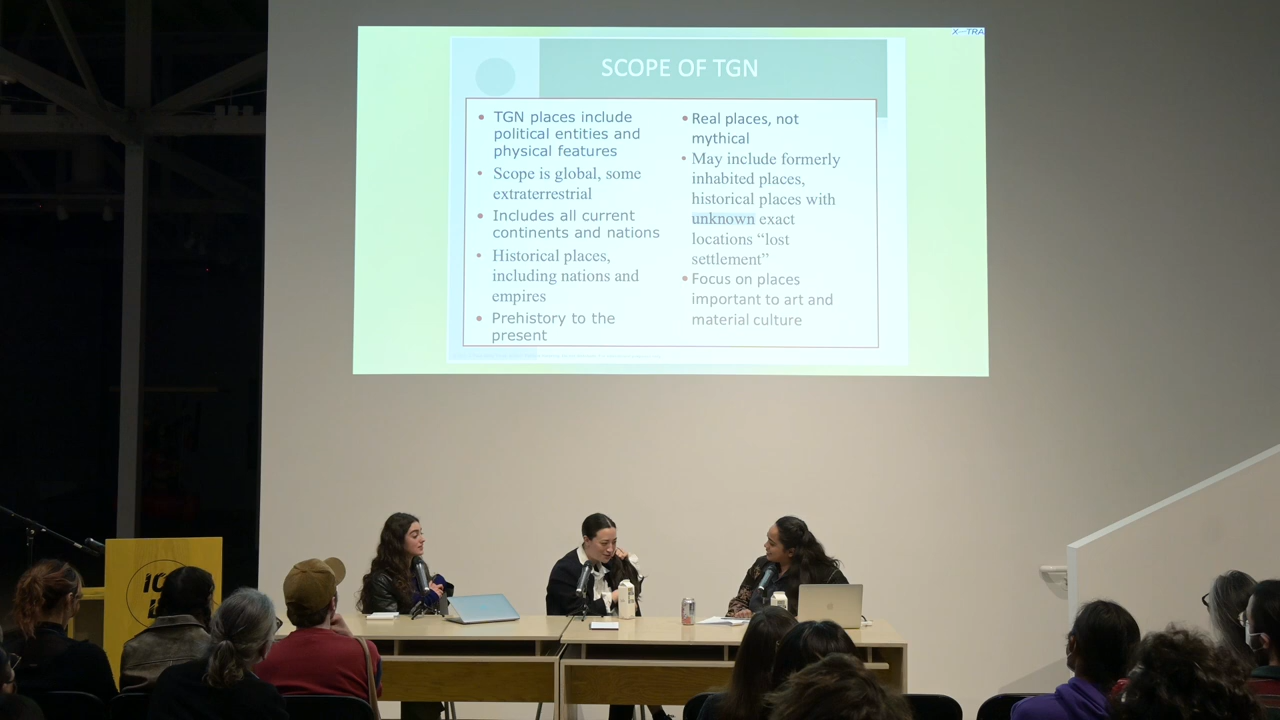 X—TRA
SCOPE OF TGN
• TGN places include
political entities and
physical features
• Scope is global, some
extraterrestrial
• Includes all current
continents and nations
• Historical places,
including nations and
empires
• Prehistory to the
present
• Real places, not
mythical
• May include formerly
inhabited places,
historical places with
unknown exact
locations “lost
settlement”
• Focus on places
important to art and
material culture